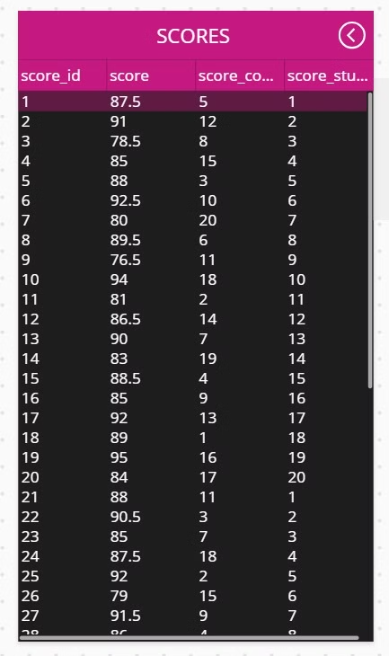 SCORES
score_id score score_co... score_stu...
1 87.5 5 1
2 91 12 2
3 78.5 8 3
4 85 15 4
5 88 3 5
6 92.5 10 6
7 80 20 7
8 89.5 6 8
9 76.5 11 9
10 94 18 10
11 81 2 11
12 86.5 14 12
13 90 7 13
14 83 19 14
15 88.5 4 15
16 85 9 16
17 92 13 17
18 89 1 18
19 95 16 19
20 84 17 20
21 88 11 1
22 90.5 3 2
23 85 7 3
24 87.5 18 4
25 92 2 5
26 79 15 6
27 91.5 9 7